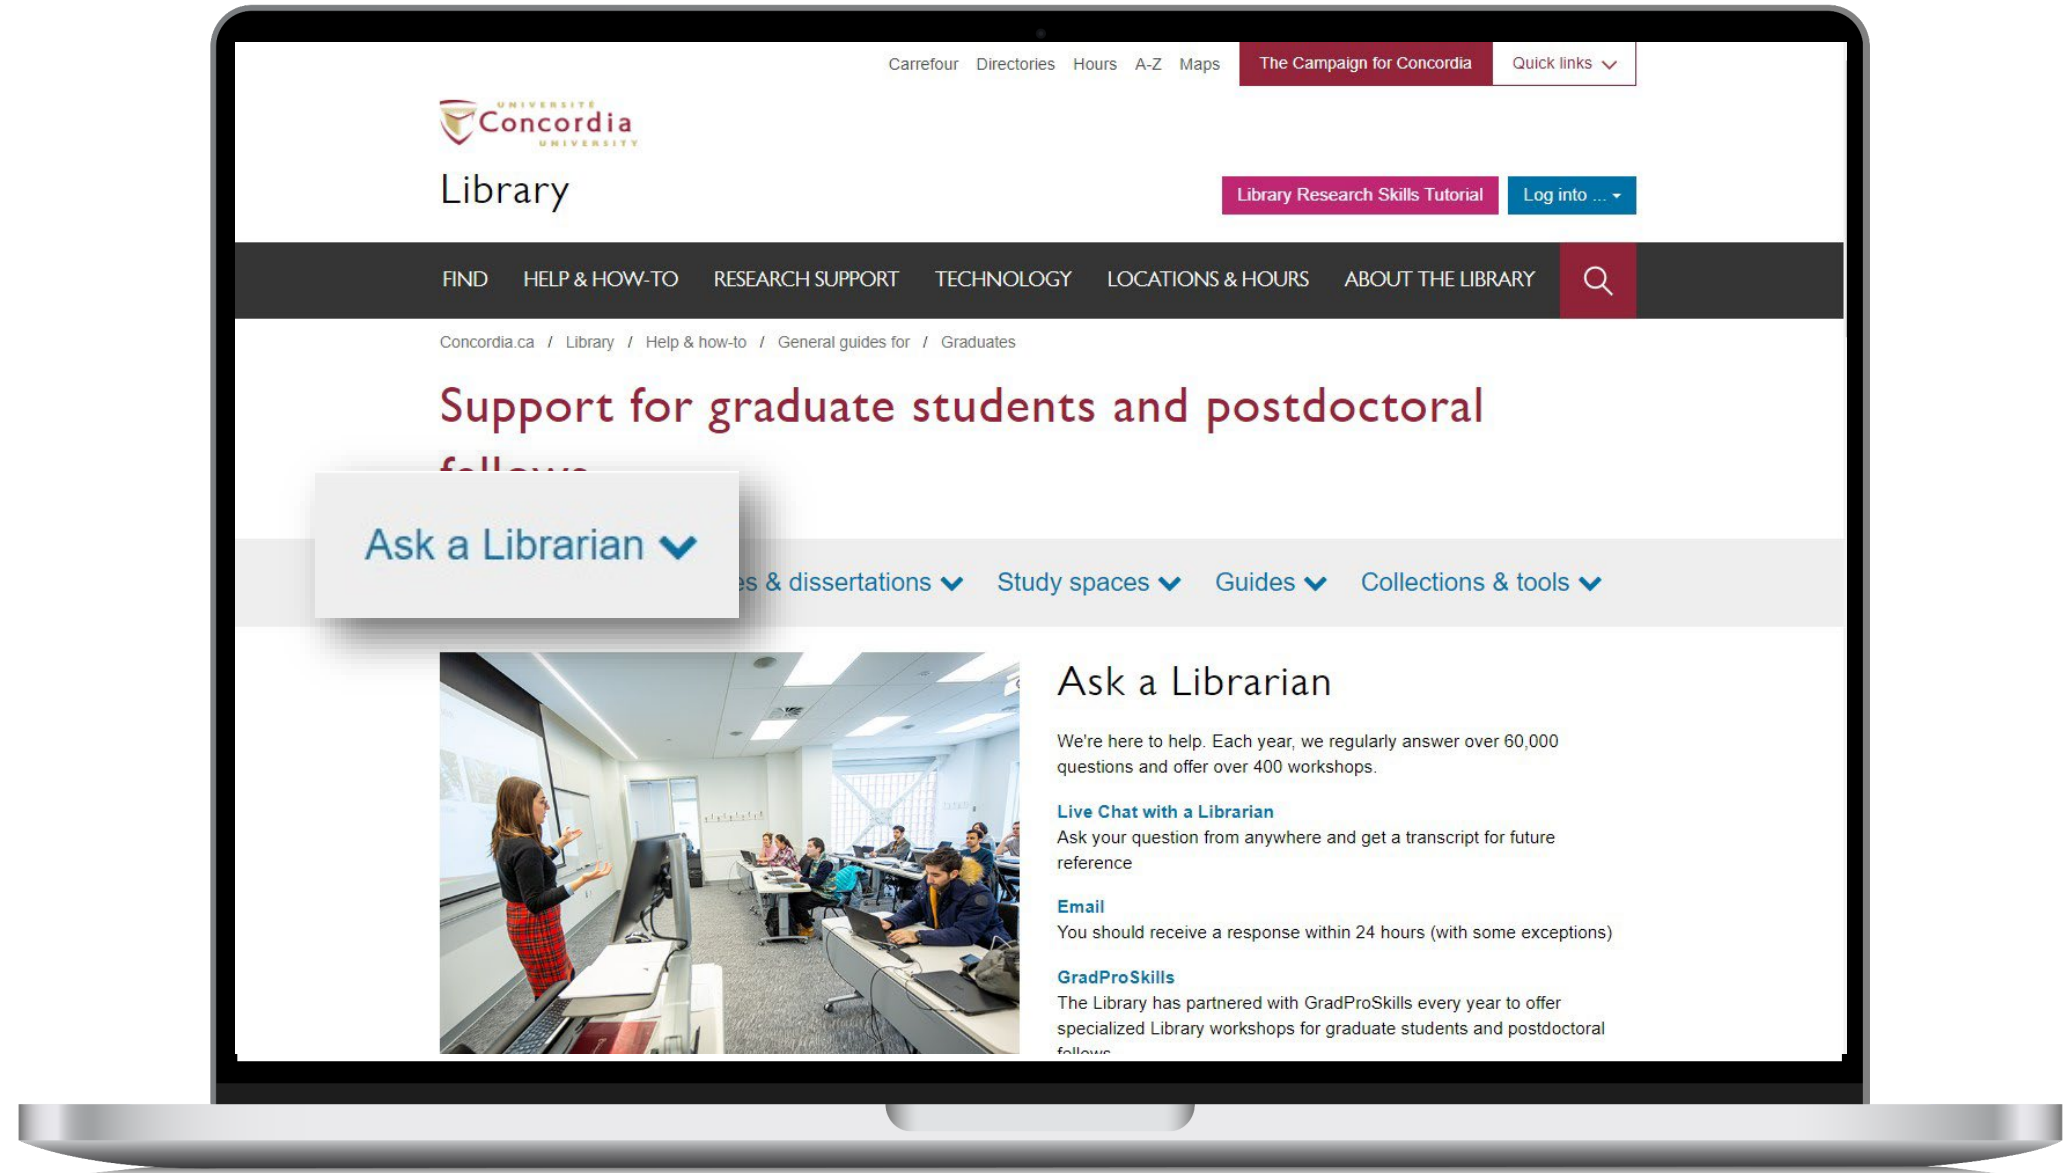 Carrefour Directories Hours A-Z Maps The Campaign for Concordia Quick links
UNIVERSITÉ
Concordia
UNIVERSITY
Library
Library Research Skills Tutorial Log into ...
FIND HELP & HOW-TO RESEARCH SUPPORT TECHNOLOGY LOCATIONS & HOURS ABOUT THE LIBRARY
Concordia.ca / Library / Help & how-to / General guides for / Graduates
Support for graduate students and postdoctoral
fellows
Ask a Librarian
& dissertations Study spaces Guides Collections & tools
Ask a Librarian
We're here to help. Each year, we regularly answer over 60,000
questions and offer over 400 workshops.
Live Chat with a Librarian
Ask your question from anywhere and get a transcript for future
reference
Email
You should receive a response within 24 hours (with some exceptions)
GradProSkills
The Library has partnered with GradProSkills every year to offer
specialized Library workshops for graduate students and postdoctoral
fellows